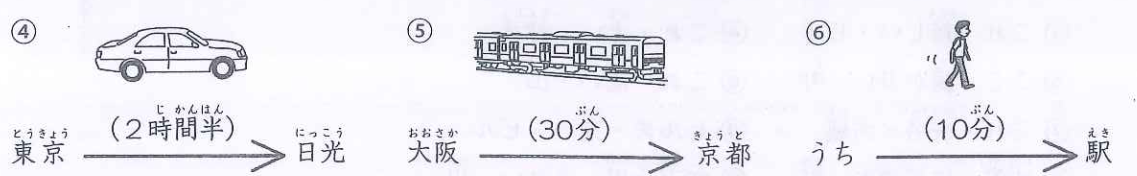 ④ ⑤ ⑥
(2時間半) (30分) (10分)
じかんはん ぷん ぷん
東京 日光 大阪 京都 うち 駅
とうきょう にっこう おおさか きょうと えき